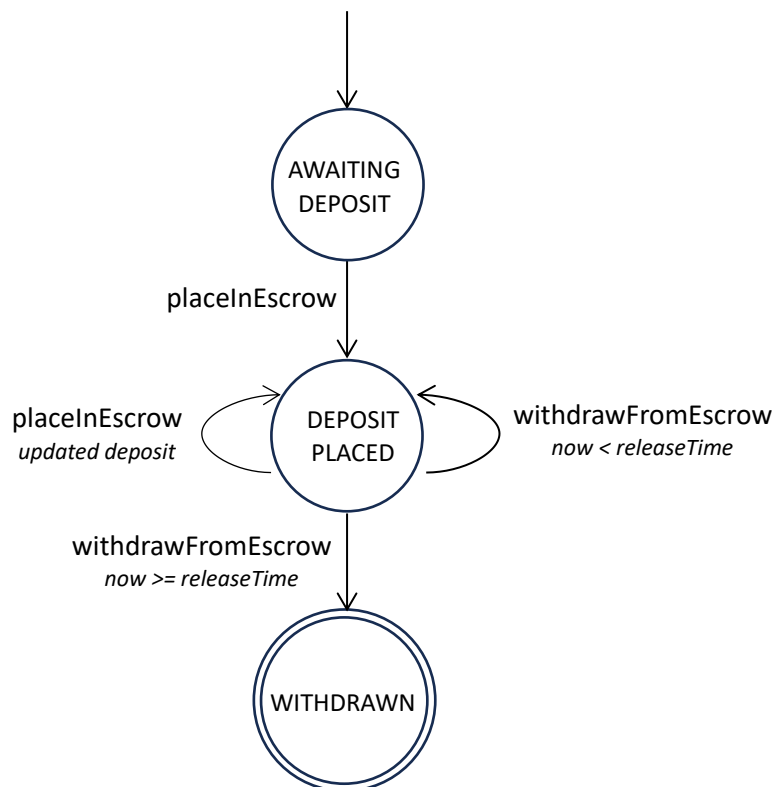 AWAITING
DEPOSIT
placeInEscrow
placeInEscrow
updated deposit
DEPOSIT
PLACED
withdrawFromEscrow
now < releaseTime
withdrawFromEscrow
now >= releaseTime
WITHDRAWN